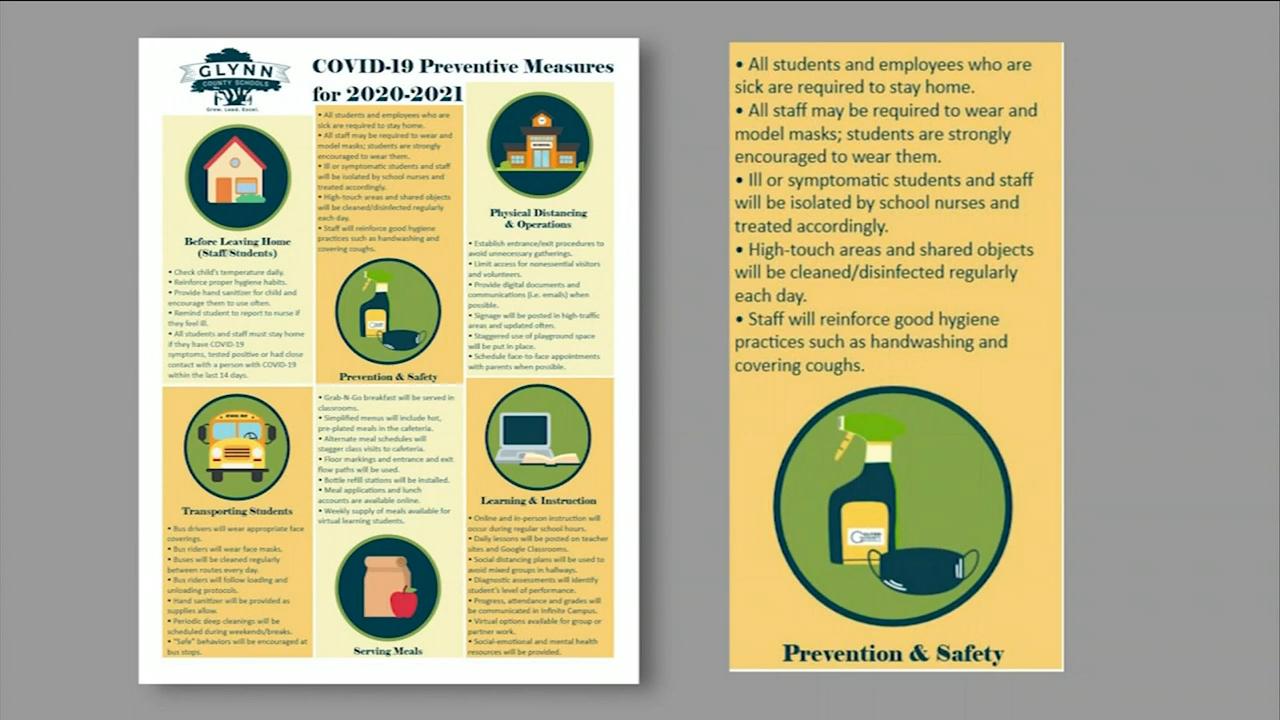 GLYNN
COUNTY SCHOOLS
Grow. Lead. Excel.
COVID-19 Preventive Measures
for 2020-2021
Before Leaving Home
(Staff/Students)
• Check child's temperature daily.
• Reinforce proper hygiene habits.
• Provide hand sanitizer for child and
encourage them to use often.
• Remind student to report to nurse if
they feel ill.
• All students and staff must stay home
if they have COVID-19
symptoms, tested positive or had close
contact with a person with COVID-19
within the last 14 days.
• All students and employees who are
sick are required to stay home.
• All staff may be required to wear and
model masks; students are strongly
encouraged to wear them.
• Ill or symptomatic students and staff
will be isolated by school nurses and
treated accordingly.
• High-touch areas and shared objects
will be cleaned/disinfected regularly
each day.
• Staff will reinforce good hygiene
practices such as handwashing and
covering coughs.
Prevention & Safety
SCHOOL
Physical Distancing
& Operations
• Establish entrance/exit procedures to
avoid unnecessary gatherings.
• Limit access for nonessential visitors
and volunteers.
• Provide digital documents and
communications (i.e. emails) when
possible.
• Signage will be posted in high-traffic
areas and updated often.
• Staggered use of playground space
will be put in place.
• Schedule face-to-face appointments
with parents when possible.
Transporting Students
• Bus drivers will wear appropriate face
coverings.
• Bus riders will wear face masks.
• Buses will be cleaned regularly
between routes every day.
• Bus riders will follow loading and
unloading protocols.
• Hand sanitizer will be provided as
supplies allow.
• Periodic deep cleanings will be
scheduled during weekends/breaks.
• "Safe" behaviors will be encouraged at
bus stops.
• Grab-N-Go breakfast will be served in
classrooms.
• Simplified menus will include hot,
pre-plated meals in the cafeteria.
• Alternate meal schedules will
stagger class visits to cafeteria.
• Floor markings and entrance and exit
flow paths will be used.
• Bottle refill stations will be installed.
• Meal applications and lunch
accounts are available online.
• Weekly supply of meals available for
virtual learning students.
Serving Meals
Learning & Instruction
• Online and in-person instruction will
occur during regular school hours.
• Daily lessons will be posted on teacher
sites and Google Classrooms.
• Social distancing plans will be used to
avoid mixed groups in hallways.
• Diagnostic assessments will identify
student's level of performance.
• Progress, attendance and grades will
be communicated in Infinite Campus.
• Virtual options available for group or
partner work.
• Social-emotional and mental health
resources will be provided.
• All students and employees who are
sick are required to stay home.
• All staff may be required to wear and
model masks; students are strongly
encouraged to wear them.
• Ill or symptomatic students and staff
will be isolated by school nurses and
treated accordingly.
• High-touch areas and shared objects
will be cleaned/disinfected regularly
each day.
• Staff will reinforce good hygiene
practices such as handwashing and
covering coughs.
Prevention & Safety